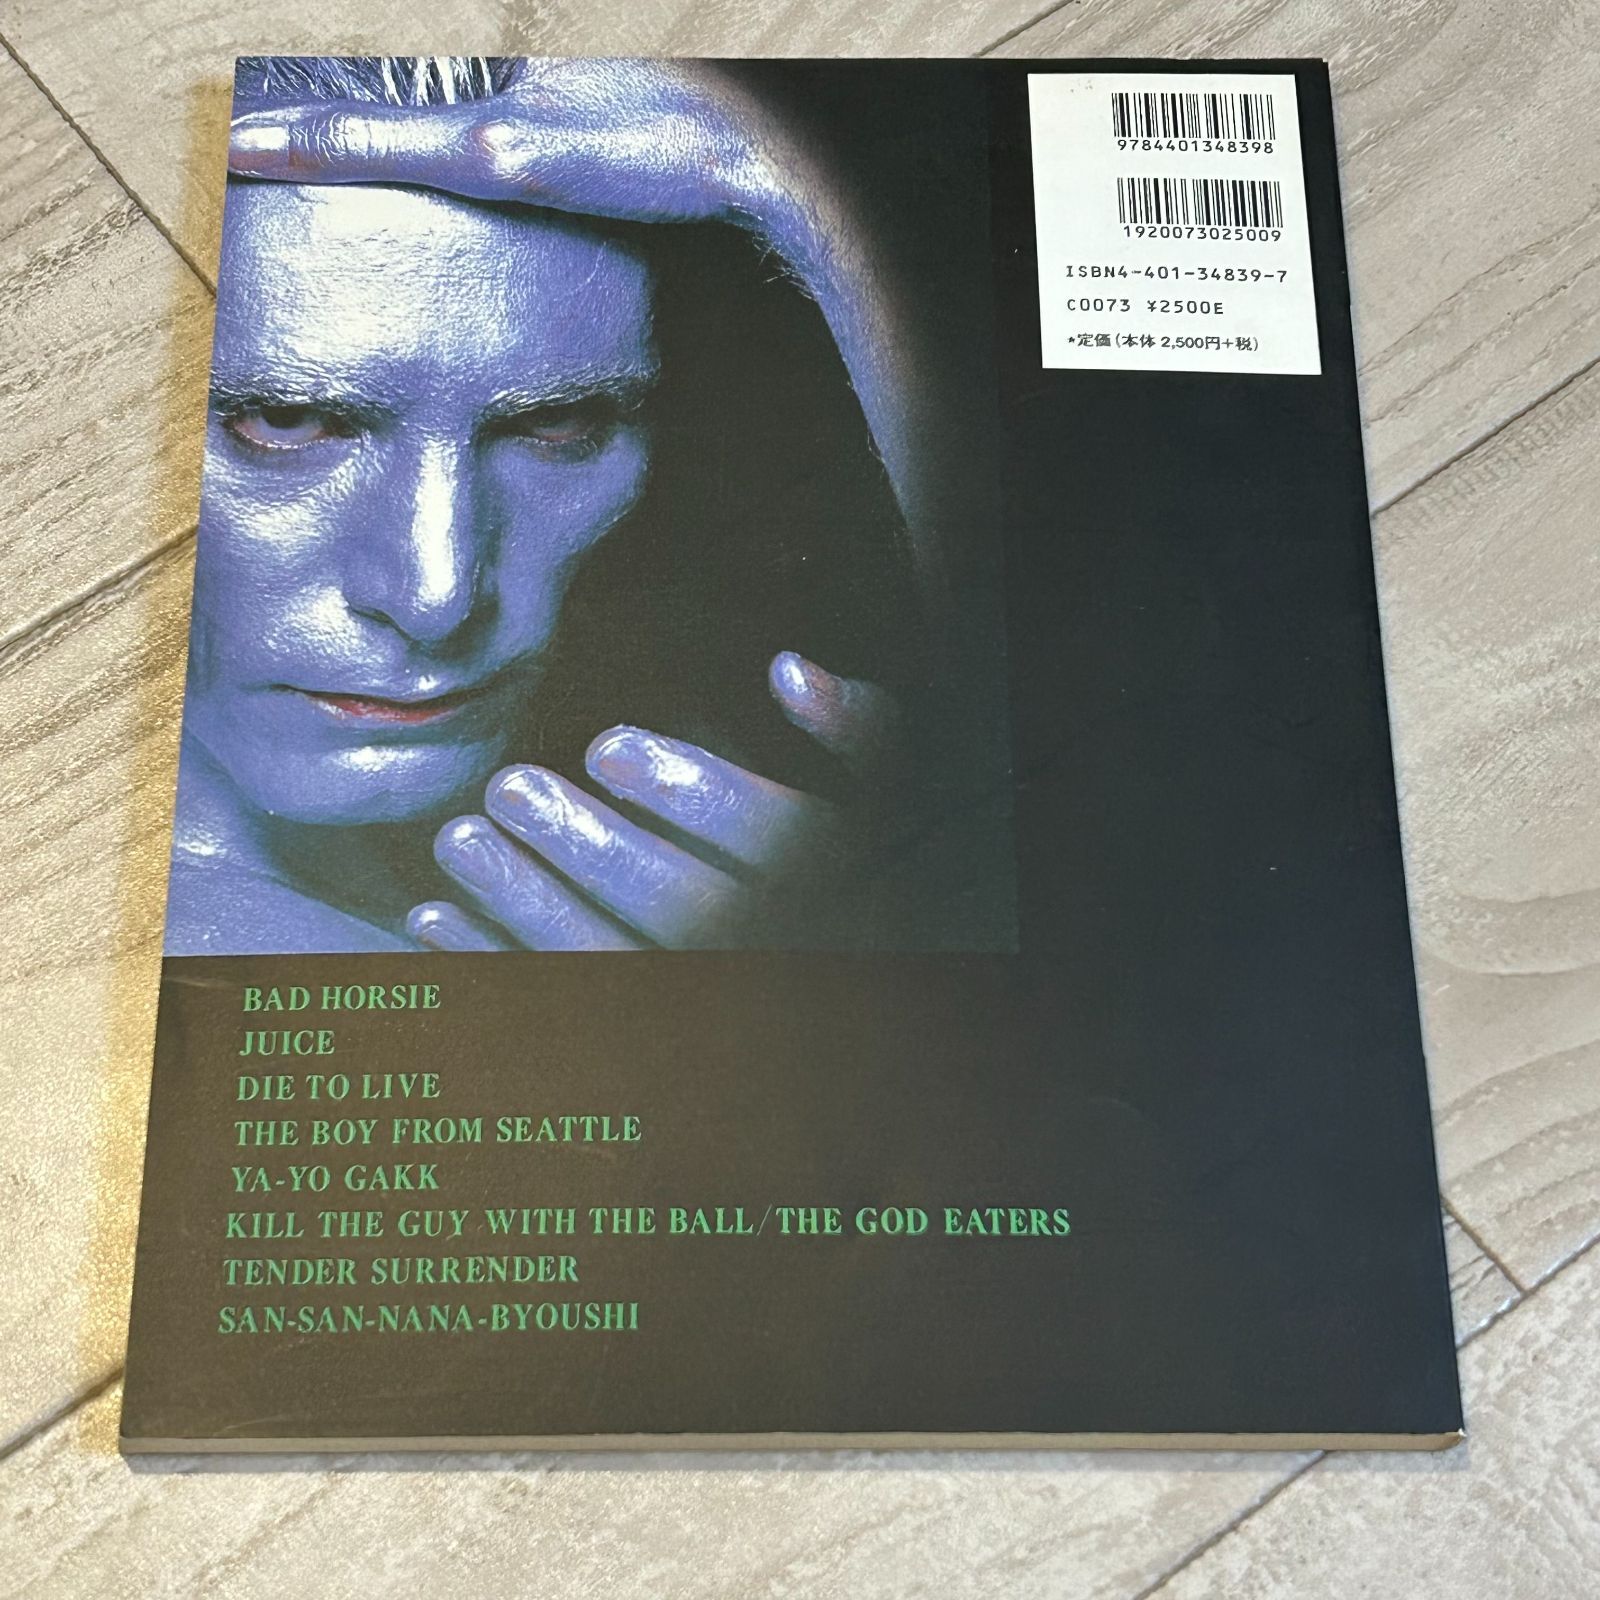 9784401348398
1920073025009
ISBN4-401-34839-7
C0073 ¥2500E
*定価(本体 2,500円+税)
BAD HORSIE
JUICE
DIE TO LIVE
THE BOY FROM SEATTLE
YA-YO GAKK
KILL THE GUY WITH THE BALL/THE GOD EATERS
TENDER SURRENDER
SAN-SAN-NANA-BYOUSHI